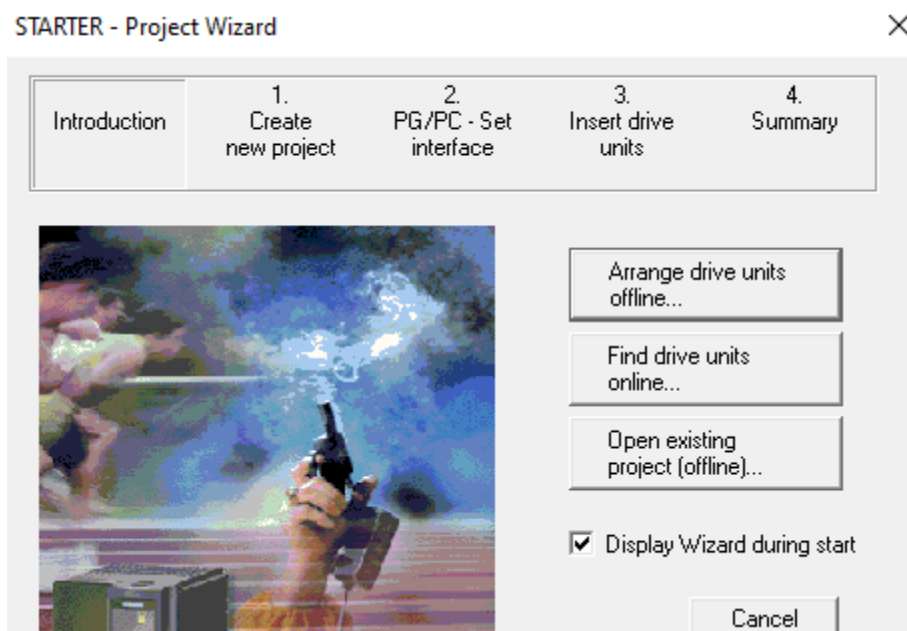 STARTER - Project Wizard
Introduction
1.
Create
new project
2.
PG/PC - Set
interface
3.
Insert drive
units
4.
Summary
Arrange drive units
offline...
Find drive units
online...
Open existing
project (offline)...
Display Wizard during start
Cancel